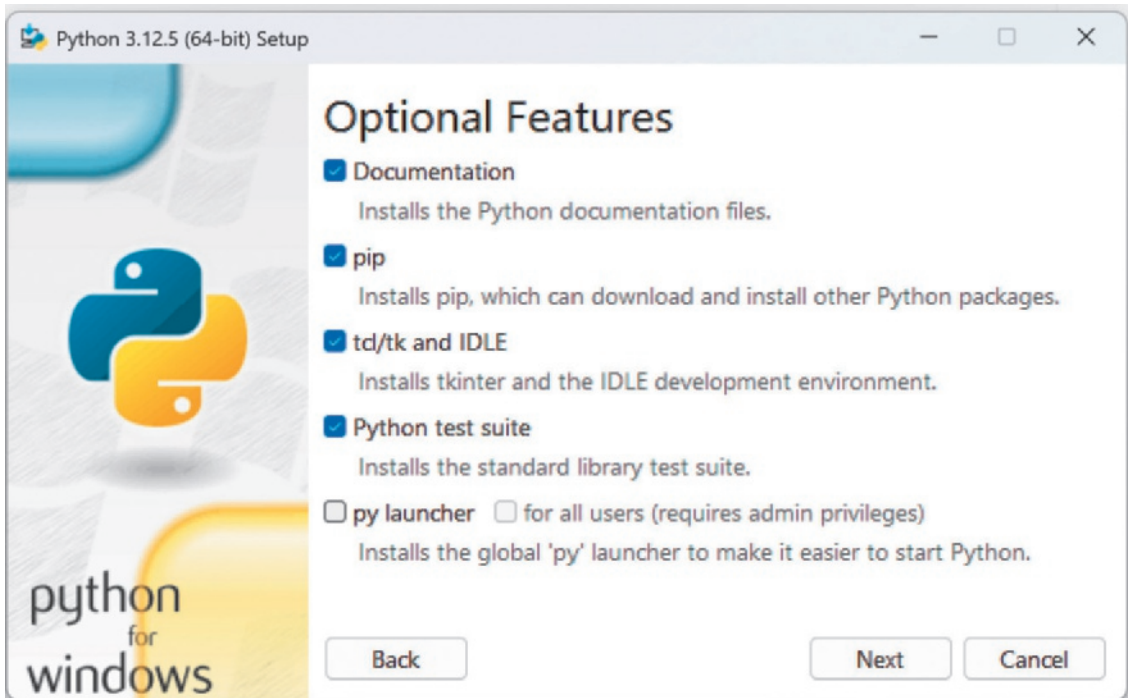 Python 3.12.5 (64-bit) Setup
Optional Features
Documentation
Installs the Python documentation files.
pip
Installs pip, which can download and install other Python packages.
tcl/tk and IDLE
Installs tkinter and the IDLE development environment.
Python test suite
Installs the standard library test suite.
py launcher for all users (requires admin privileges)
Installs the global 'py' launcher to make it easier to start Python.
python
for
windows
Back Next Cancel